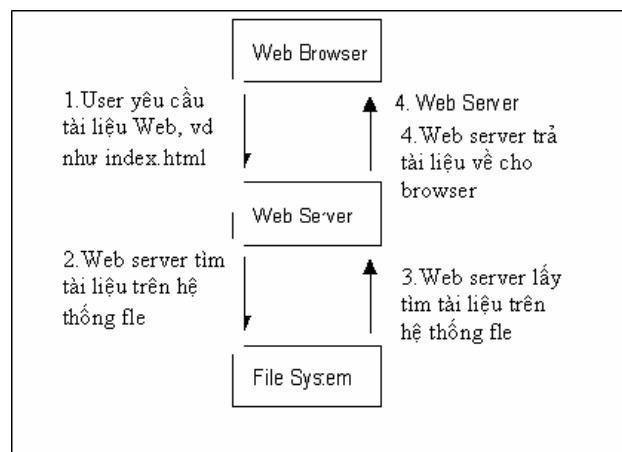 Web Browser
1.User yêu cầu
tài liệu Web, vd
như index.html
4. Web Server
4.Web server trả
tài liệu về cho
browser
Web Server
2.Web server tìm
tài liệu trên hệ
thống fle
3.Web server lấy
tìm tài liệu trên
hệ thống fle
File System